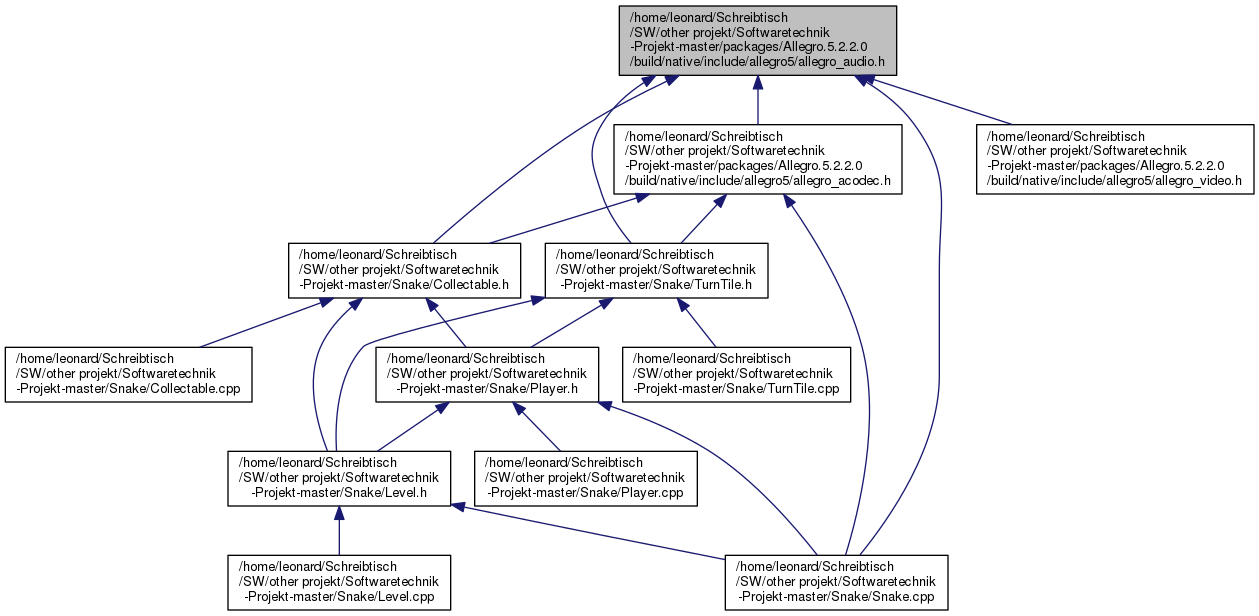 /home/leonard/Schreibtisch
/SW/other projekt/Softwaretechnik
-Projekt-master/packages/Allegro.5.2.2.0
/build/native/include/allegro5/allegro_audio.h
/home/leonard/Schreibtisch
/SW/other projekt/Softwaretechnik
-Projekt-master/packages/Allegro.5.2.2.0
/build/native/include/allegro5/allegro_acodec.h
/home/leonard/Schreibtisch
/SW/other projekt/Softwaretechnik
-Projekt-master/packages/Allegro.5.2.2.0
/build/native/include/allegro5/allegro_video.h
/home/leonard/Schreibtisch
/SW/other projekt/Softwaretechnik
-Projekt-master/Snake/Collectable.h
/home/leonard/Schreibtisch
/SW/other projekt/Softwaretechnik
-Projekt-master/Snake/TurnTile.h
/home/leonard/Schreibtisch
/SW/other projekt/Softwaretechnik
-Projekt-master/Snake/Collectable.cpp
/home/leonard/Schreibtisch
/SW/other projekt/Softwaretechnik
-Projekt-master/Snake/Player.h
/home/leonard/Schreibtisch
/SW/other projekt/Softwaretechnik
-Projekt-master/Snake/TurnTile.cpp
/home/leonard/Schreibtisch
/SW/other projekt/Softwaretechnik
-Projekt-master/Snake/Level.h
/home/leonard/Schreibtisch
/SW/other projekt/Softwaretechnik
-Projekt-master/Snake/Player.cpp
/home/leonard/Schreibtisch
/SW/other projekt/Softwaretechnik
-Projekt-master/Snake/Level.cpp
/home/leonard/Schreibtisch
/SW/other projekt/Softwaretechnik
-Projekt-master/Snake/Snake.cpp